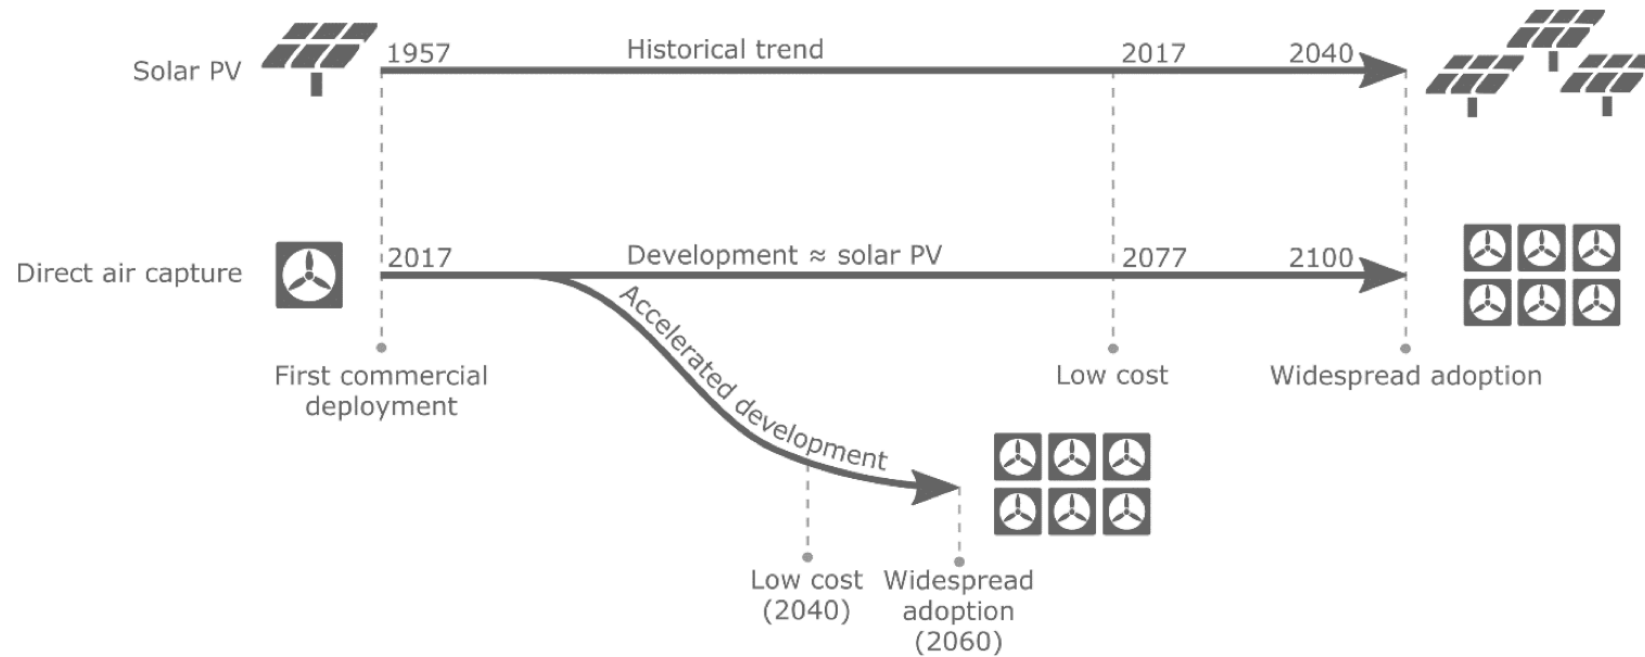 Solar PV
1957
Historical trend
2017
2040
Direct air capture
2017
Development ≈ solar PV
2077
2100
Accelerated development
First commercial
deployment
Low cost
Widespread adoption
Low cost
(2040)
Widespread
adoption
(2060)